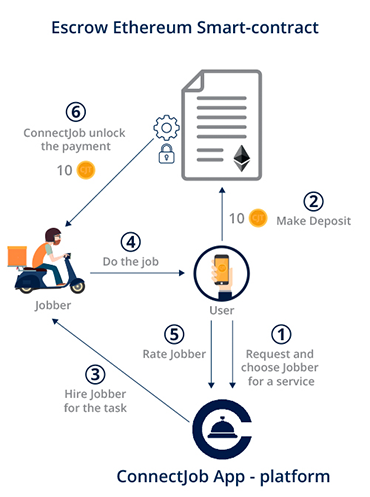 Escrow Ethereum Smart-contract
6
ConnectJob unlock
the payment
10
2
10
Make Deposit
4
Do the job
Jobber
User
5
Rate Jobber
1
Request and
choose Jobber
for a service
3
Hire Jobber
for the task
ConnectJob App - platform